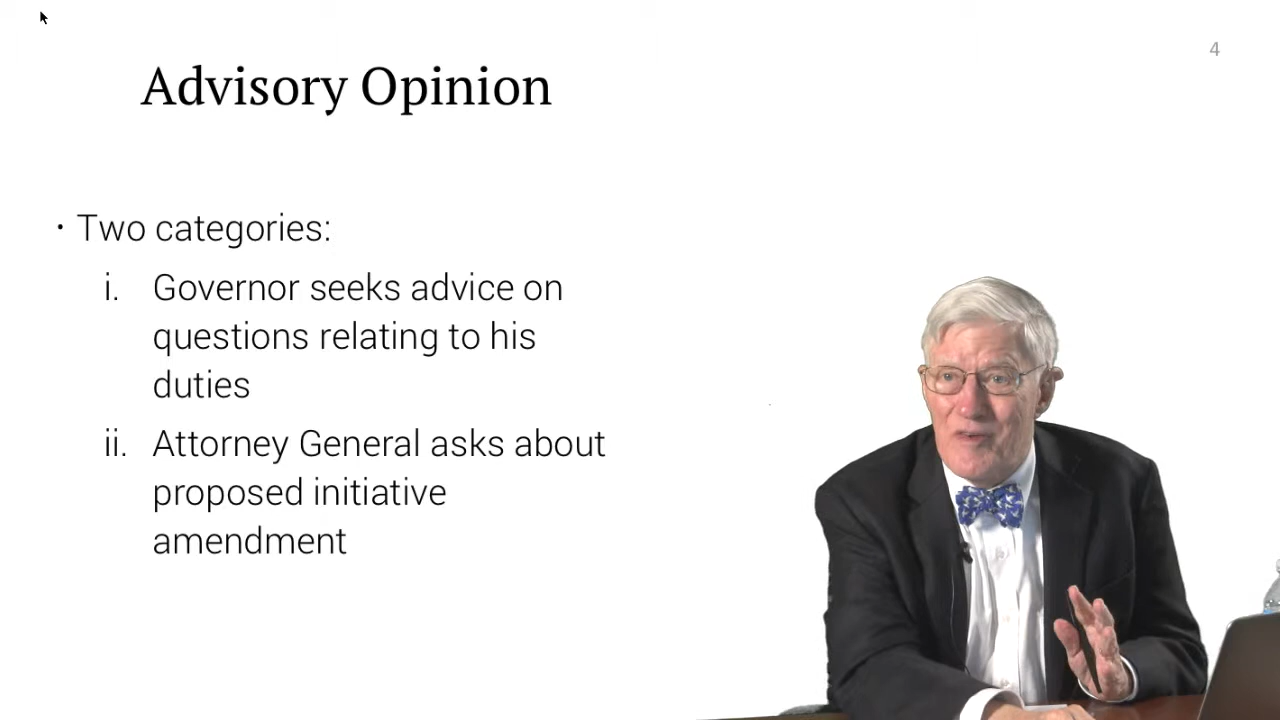 4
Advisory Opinion
· Two categories:
i. Governor seeks advice on
questions relating to his
duties
ii. Attorney General asks about
proposed initiative
amendment